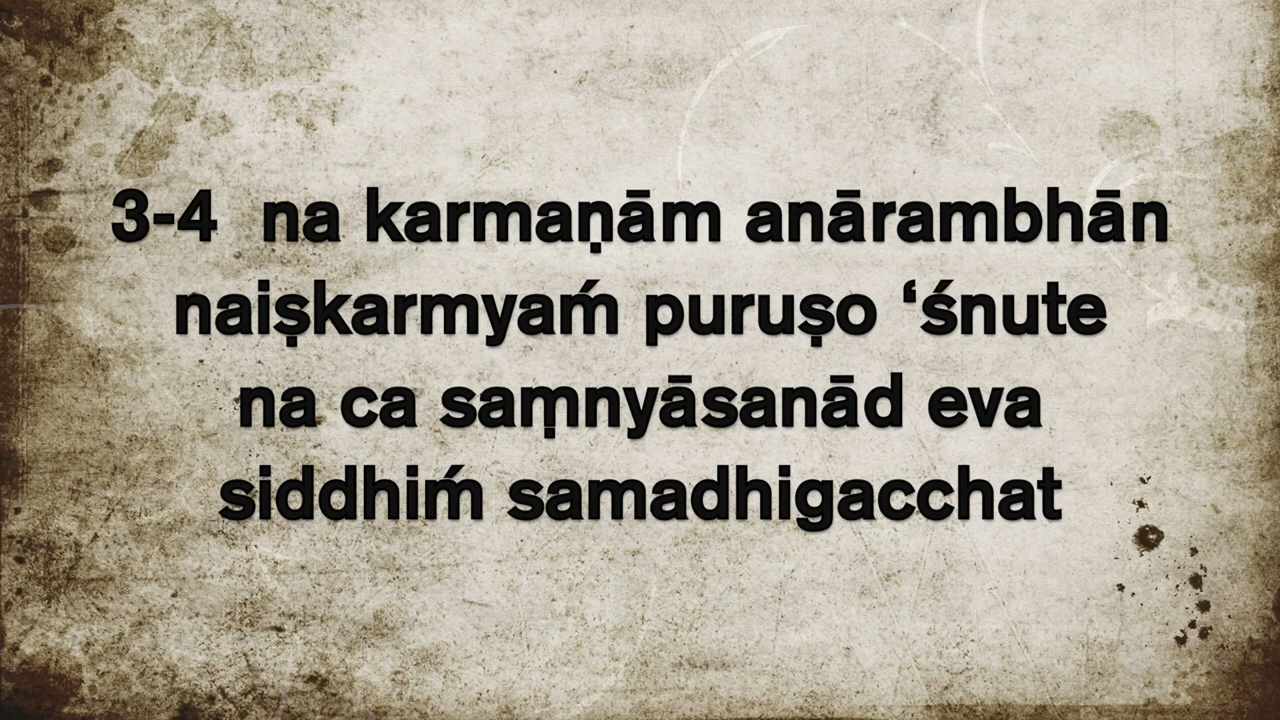 3-4  na karmaṇām anārambhān
naiṣkarmyaḿ puruṣo ‘śnute
na ca saṃnyāsanād eva
siddhiḿ samadhigacchat